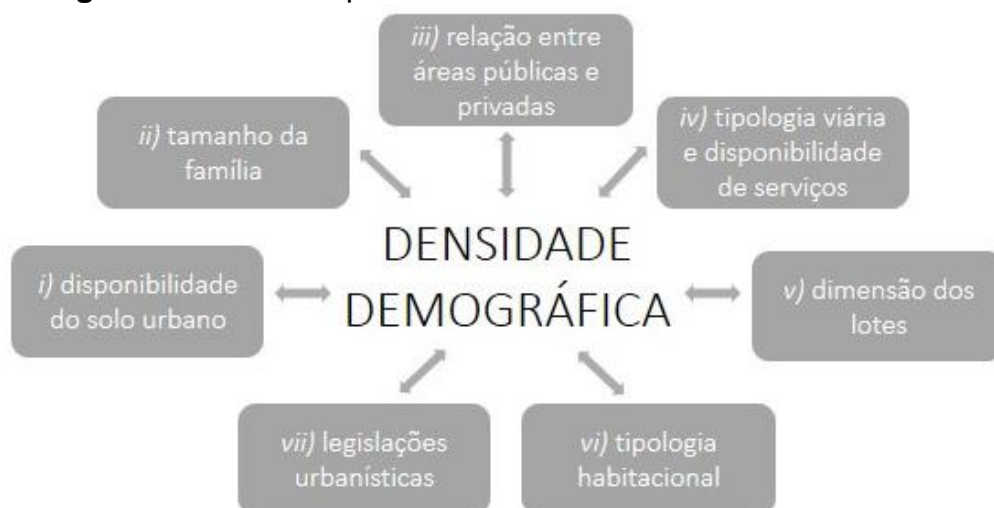 iii) relação entre
áreas públicas e
privadas
ii) tamanho da
família
iv) tipologia viária
e disponibilidade
de serviços
DENSIDADE
DEMOGRÁFICA
i) disponibilidade
do solo urbano
v) dimensão dos
lotes
vii) legislações
urbanísticas
vi) tipologia
habitacional